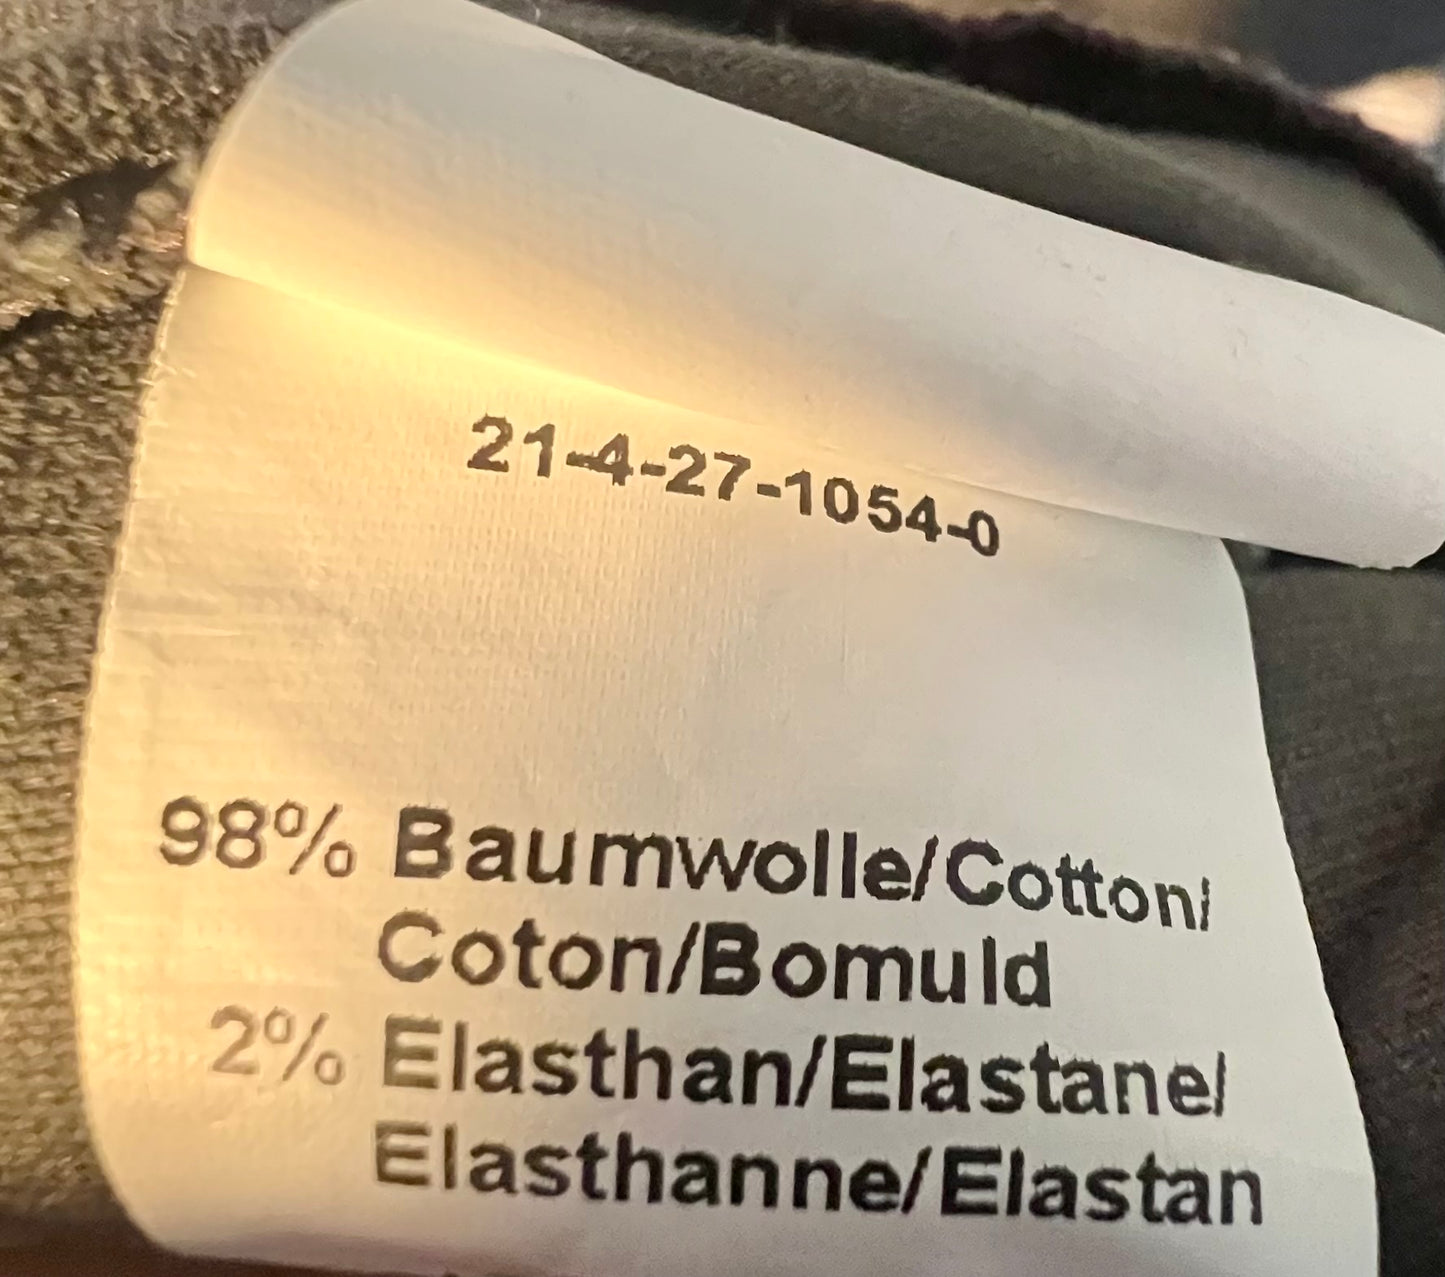 21-4-27-1054-0
98% Baumwolle/Cotton/
Coton/Bomuld
2% Elasthan/Elastane/
Elasthanne/Elastan